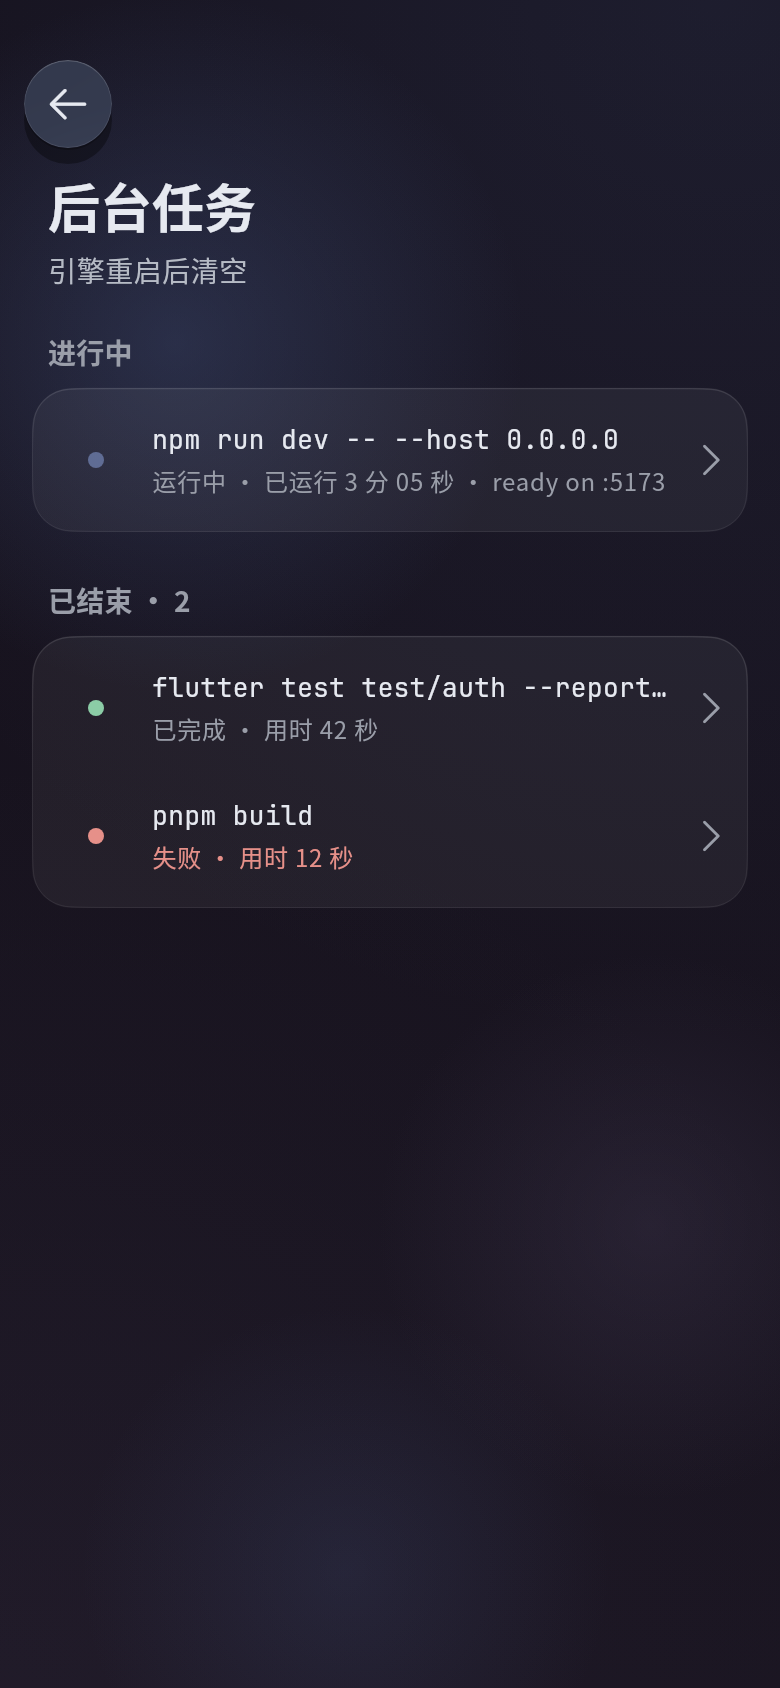 后台任务
引擎重启后清空
进行中
npm run dev -- --host 0.0.0.0
运行中 · 已运行 3 分 05 秒 · ready on :5173
已结束 · 2
flutter test test/auth --report…
已完成 · 用时 42 秒
pnpm build
失败 · 用时 12 秒